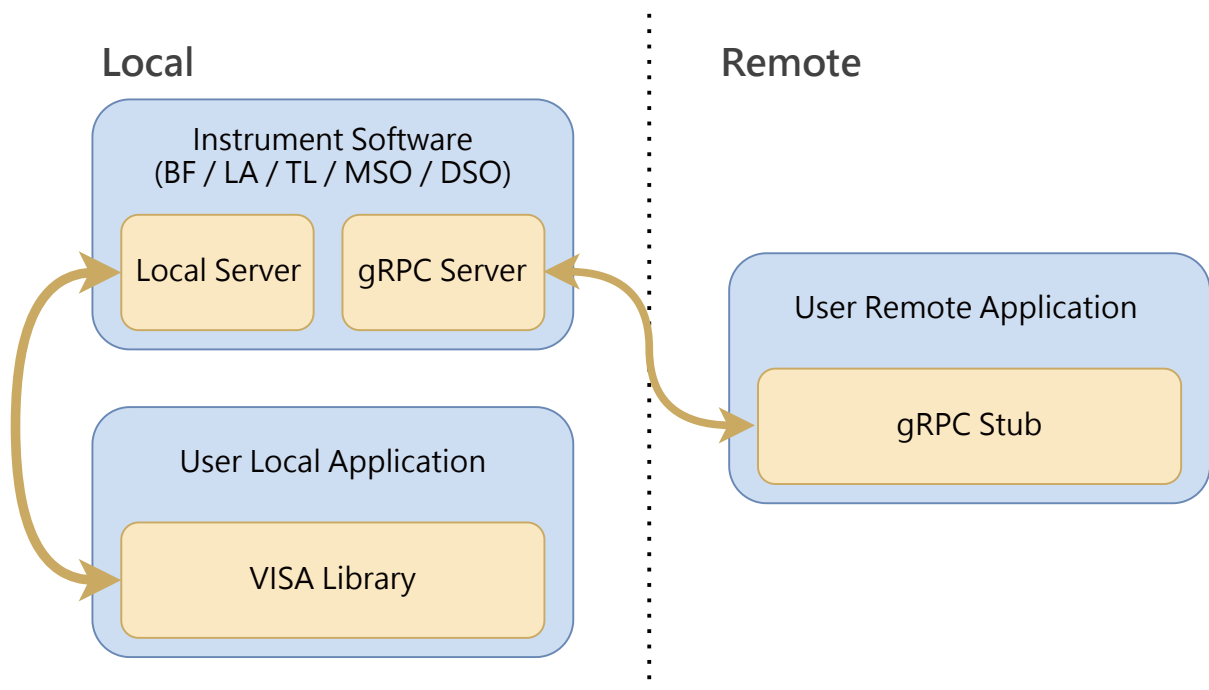 Local
Remote
Instrument Software
(BF / LA / TL / MSO / DSO)
Local Server
gRPC Server
User Remote Application
gRPC Stub
User Local Application
VISA Library